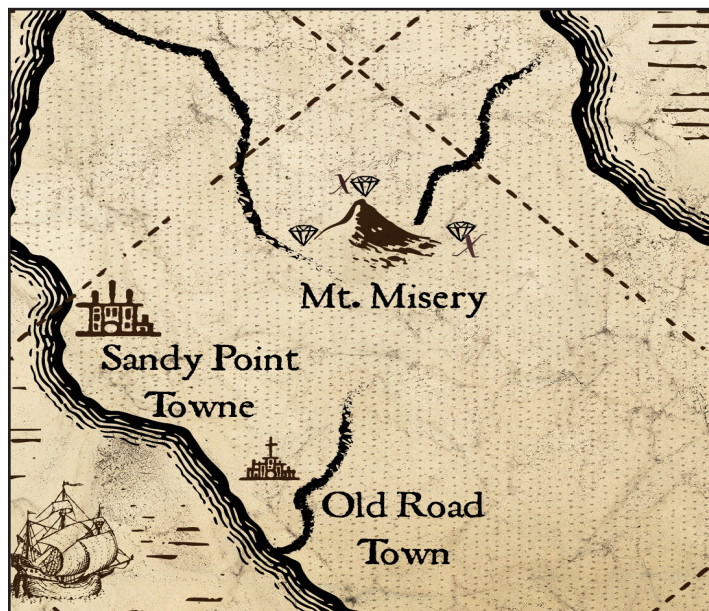 X
X
Mt. Misery
Sandy Point
Towne
Old Road
Town